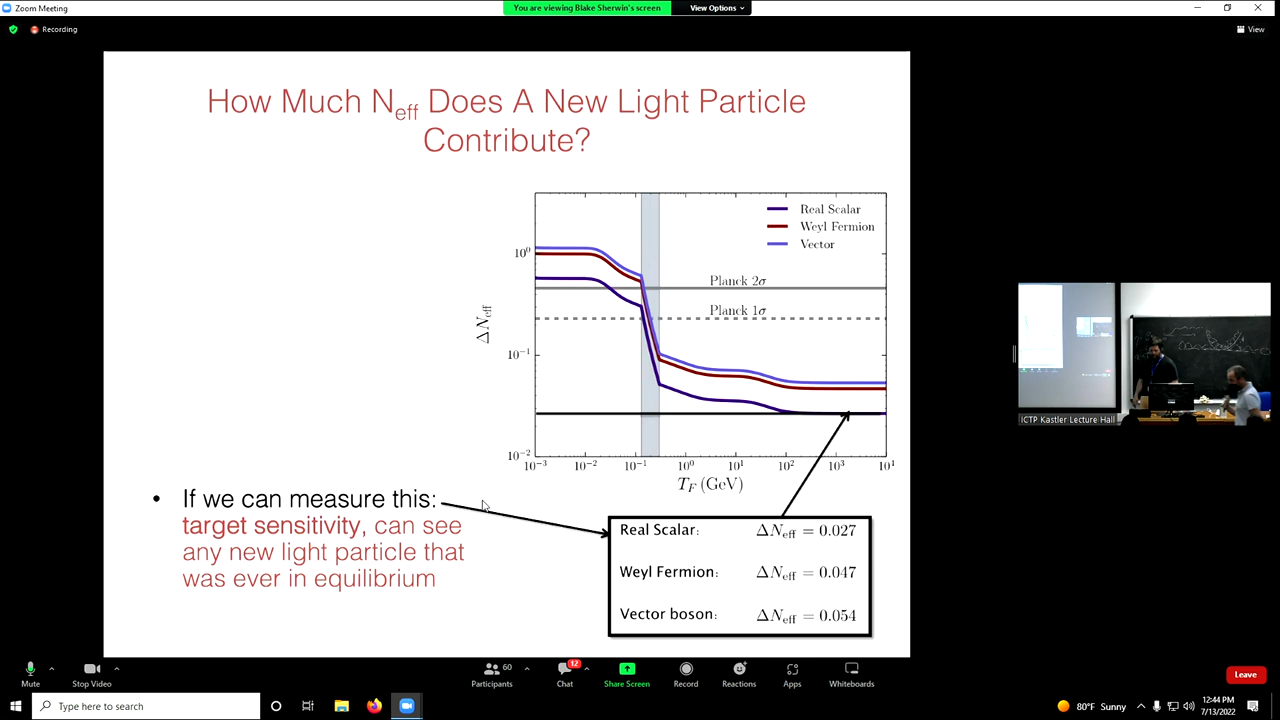 Zoom Meeting
You are viewing Blake Sherwin's screen
View Options
Recording
View
How Much Neff Does A New Light Particle
Contribute?
Real Scalar
Weyl Fermion
Vector
Planck 2σ
Planck 1σ
10⁰
10⁻¹
10⁻²
ΔNeff
10⁻³ 10⁻² 10⁻¹ 10⁰ 10¹ 10² 10³ 10¹
T_F (GeV)
• If we can measure this:
target sensitivity, can see
any new light particle that
was ever in equilibrium
Real Scalar: ΔNeff = 0.027
Weyl Fermion: ΔNeff = 0.047
Vector boson: ΔNeff = 0.054
ICTP Kastler Lecture Hall
Mute
Stop Video
60
Participants
12
Chat
Share Screen
Record
Reactions
Apps
Whiteboards
Leave
Type here to search
80°F Sunny
12:44 PM
7/13/2022